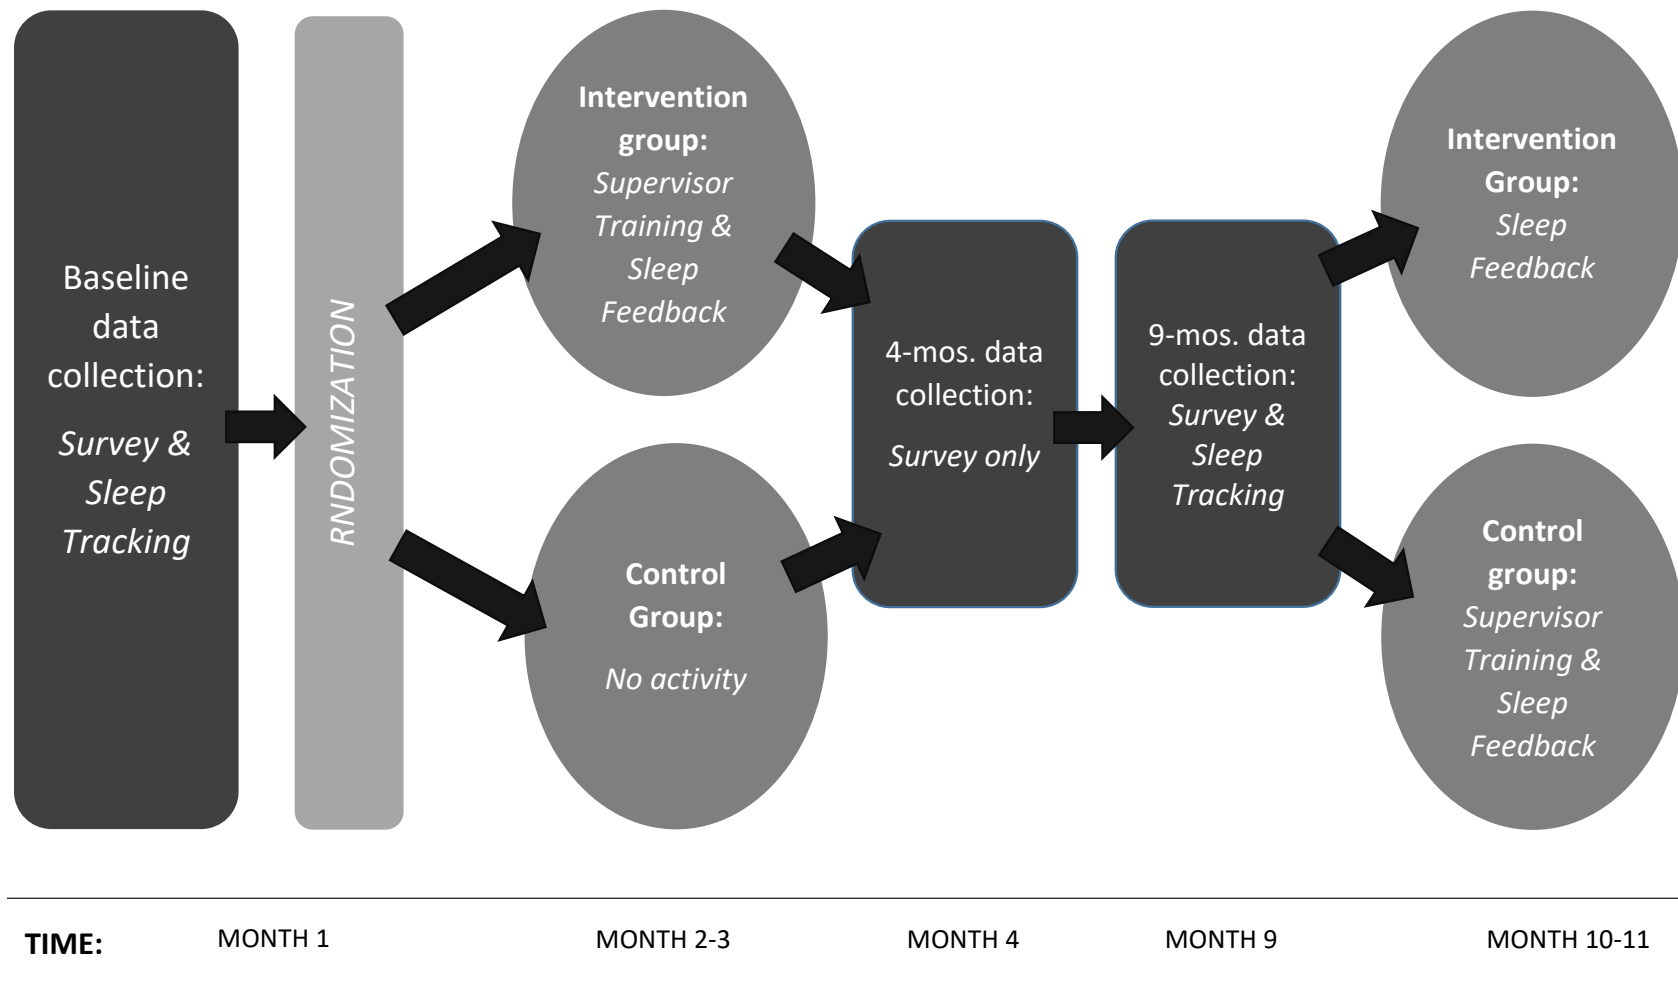 Baseline
data
collection:
Survey &
Sleep
Tracking
RNDOMIZATION
Intervention
group:
Supervisor
Training &
Sleep
Feedback
Control
Group:
No activity
4-mos. data
collection:
Survey only
9-mos. data
collection:
Survey &
Sleep
Tracking
Intervention
Group:
Sleep
Feedback
Control
group:
Supervisor
Training &
Sleep
Feedback
TIME: MONTH 1 MONTH 2-3 MONTH 4 MONTH 9 MONTH 10-11